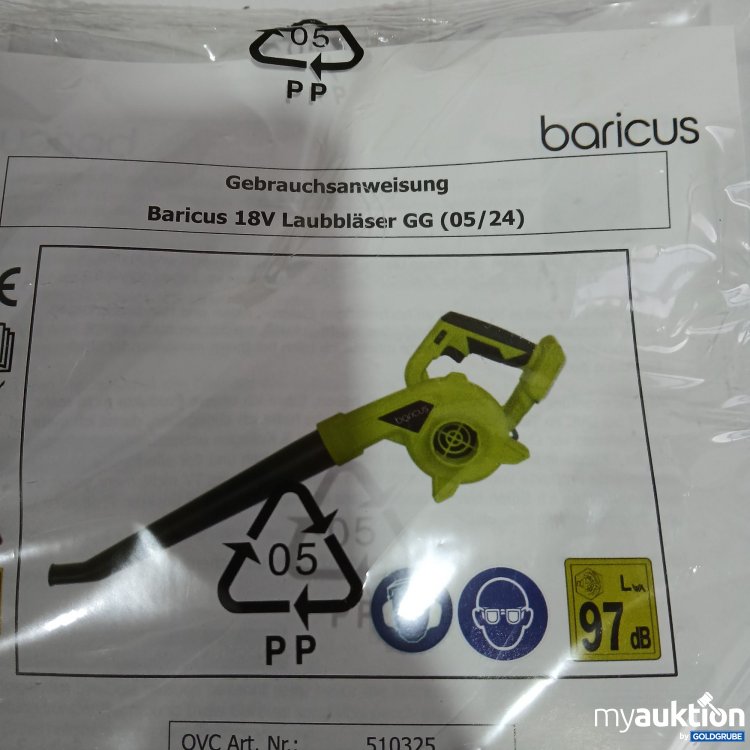 05
PP
baricus
Gebrauchsanweisung
Baricus 18V Laubbläser GG (05/24)
CE
baricus
05
PP
LWA
97 dB
QVC Art. Nr.: 510325
myauktion
by GOLDGRUBE